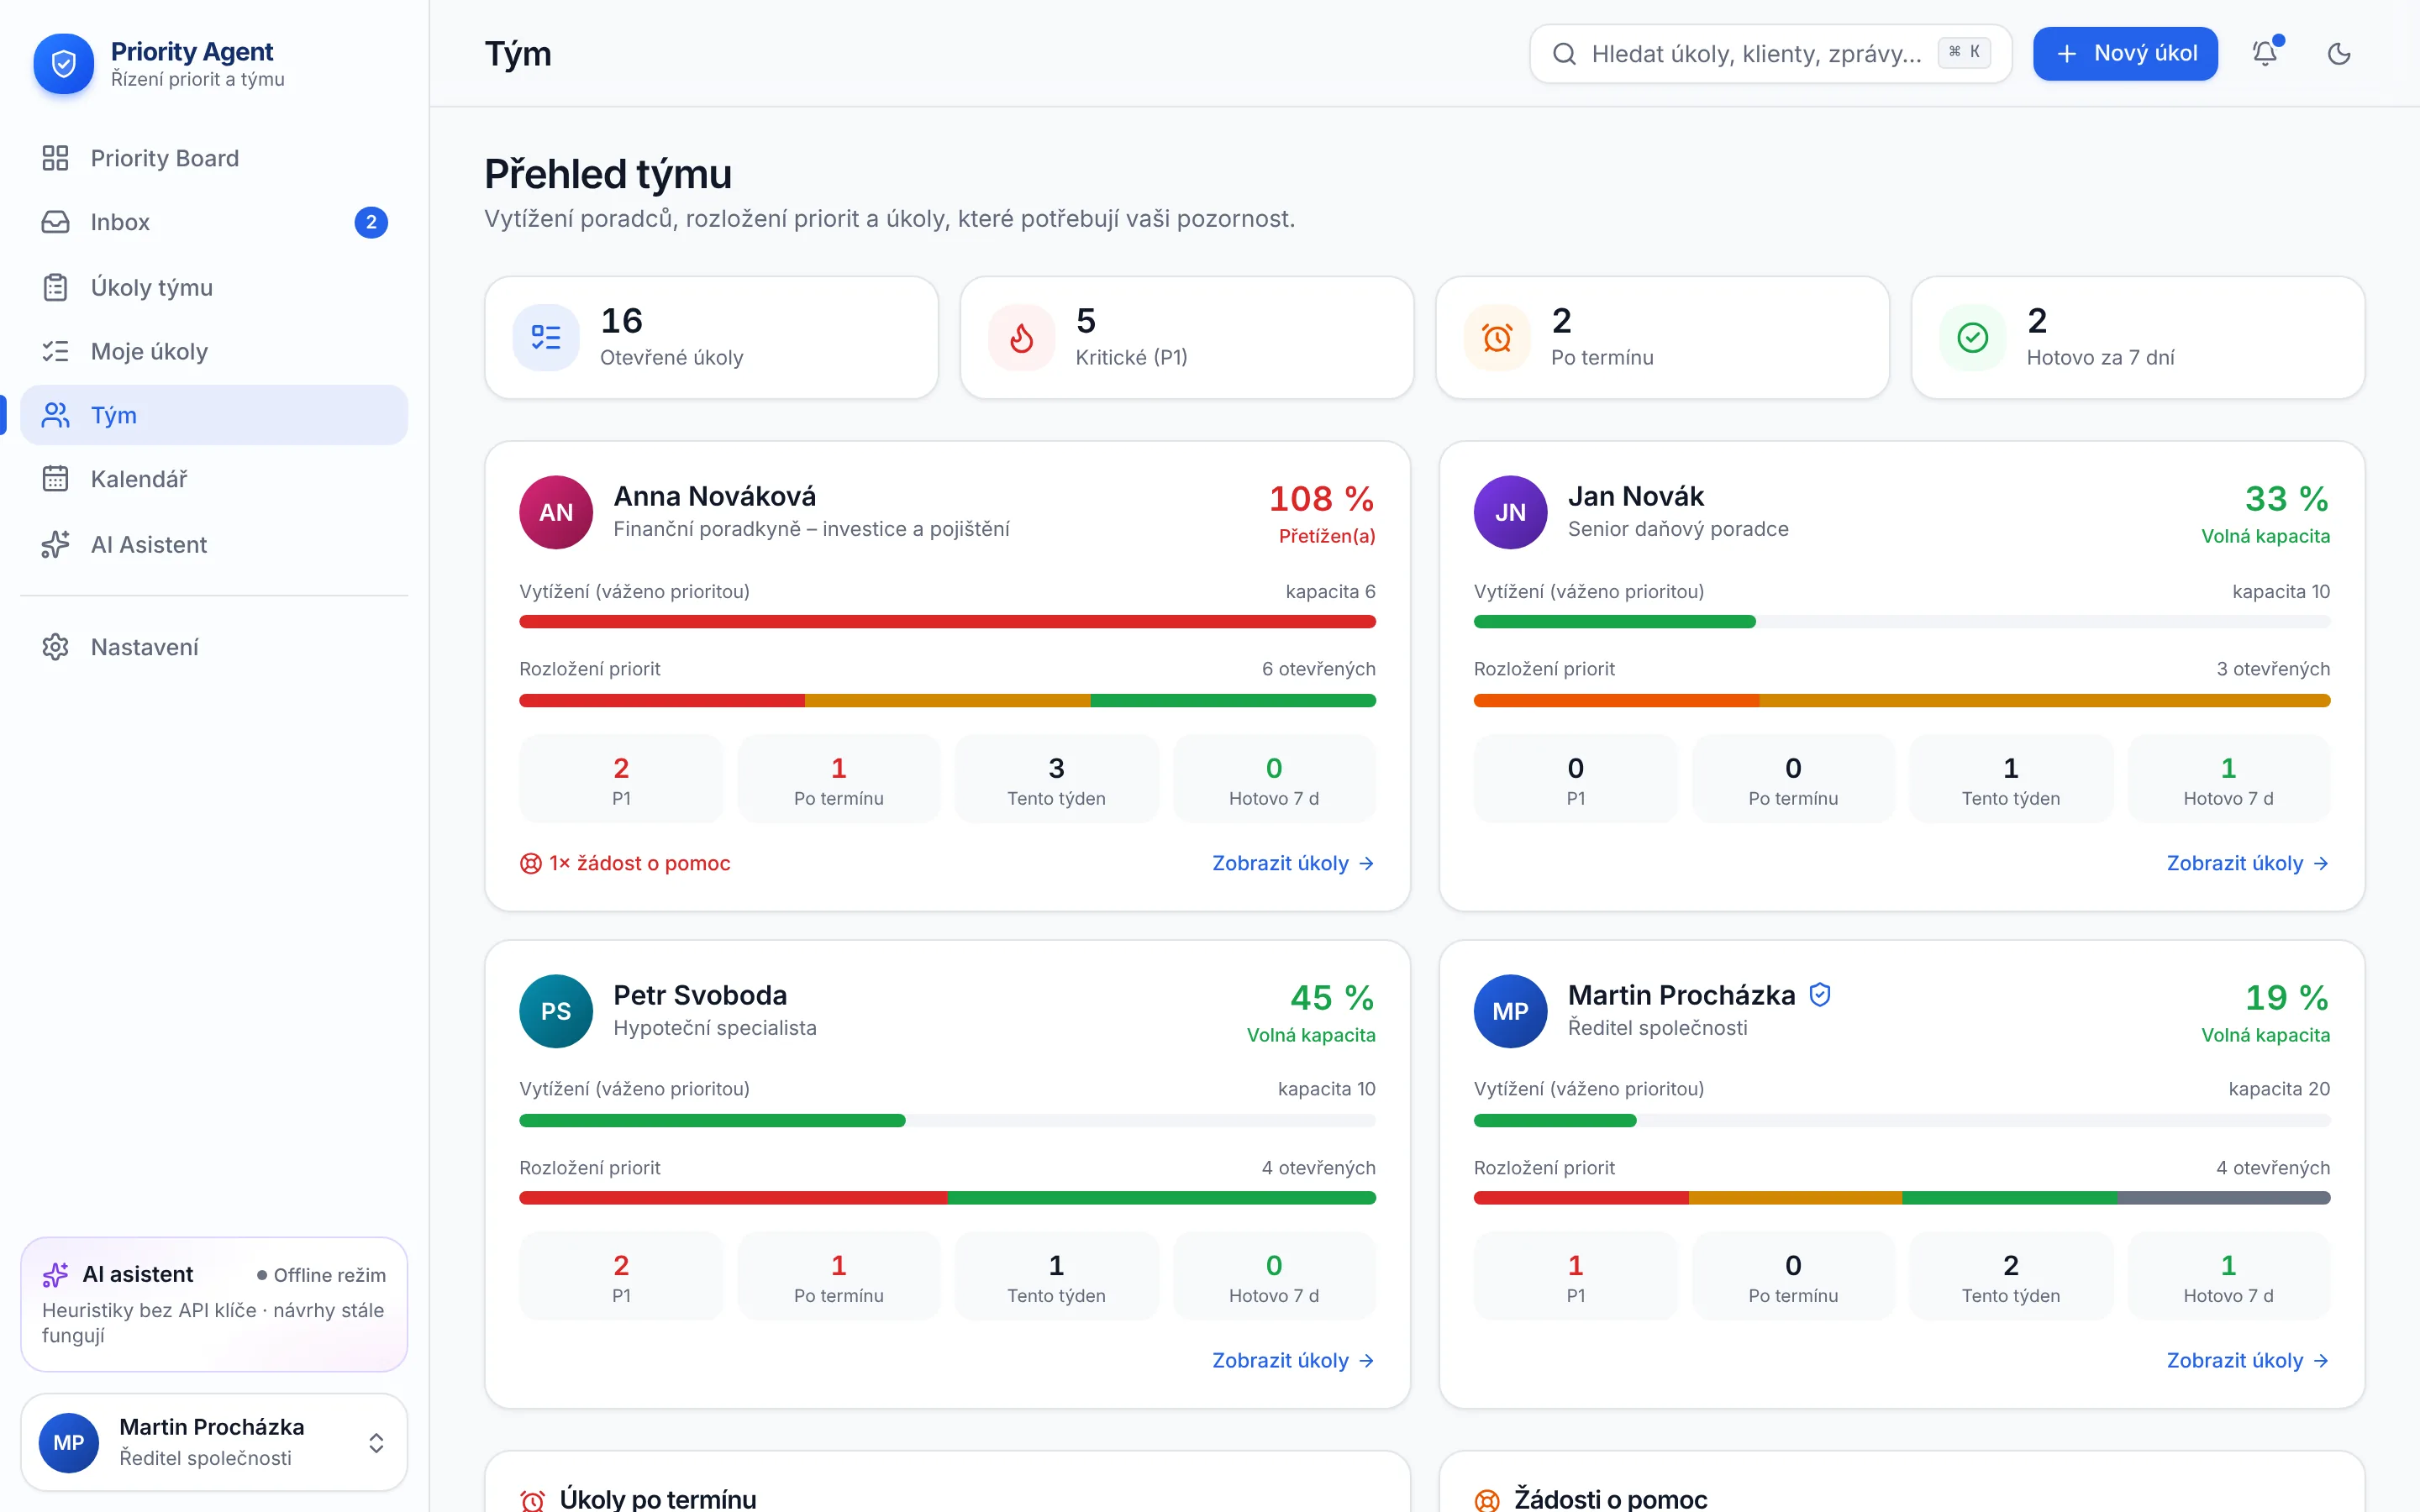 Priority Agent
Řízení priorit a týmu
Priority Board
Inbox
2
Úkoly týmu
Moje úkoly
Tým
Kalendář
AI Asistent
Nastavení
AI asistent
Offline režim
Heuristiky bez API klíče · návrhy stále
fungují
MP
Martin Procházka
Ředitel společnosti
Tým
Hledat úkoly, klienty, zprávy...
⌘ K
Nový úkol
Přehled týmu
Vytížení poradců, rozložení priorit a úkoly, které potřebují vaši pozornost.
16
Otevřené úkoly
5
Kritické (P1)
2
Po termínu
2
Hotovo za 7 dní
AN
Anna Nováková
Finanční poradkyně – investice a pojištění
108 %
Přetížen(a)
Vytížení (váženo prioritou)
kapacita 6
Rozložení priorit
6 otevřených
2
P1
1
Po termínu
3
Tento týden
0
Hotovo 7 d
1× žádost o pomoc
Zobrazit úkoly →
JN
Jan Novák
Senior daňový poradce
33 %
Volná kapacita
Vytížení (váženo prioritou)
kapacita 10
Rozložení priorit
3 otevřených
0
P1
0
Po termínu
1
Tento týden
1
Hotovo 7 d
Zobrazit úkoly →
PS
Petr Svoboda
Hypoteční specialista
45 %
Volná kapacita
Vytížení (váženo prioritou)
kapacita 10
Rozložení priorit
4 otevřených
2
P1
1
Po termínu
1
Tento týden
0
Hotovo 7 d
Zobrazit úkoly →
MP
Martin Procházka
Ředitel společnosti
19 %
Volná kapacita
Vytížení (váženo prioritou)
kapacita 20
Rozložení priorit
4 otevřených
1
P1
0
Po termínu
2
Tento týden
1
Hotovo 7 d
Zobrazit úkoly →
Úkoly po termínu
Žádosti o pomoc